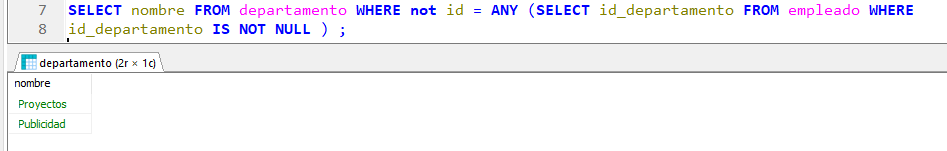 7 SELECT nombre FROM departamento WHERE not id = ANY (SELECT id_departamento FROM empleado WHERE
8 id_departamento IS NOT NULL ) ;
departamento (2r × 1c)
nombre
Proyectos
Publicidad